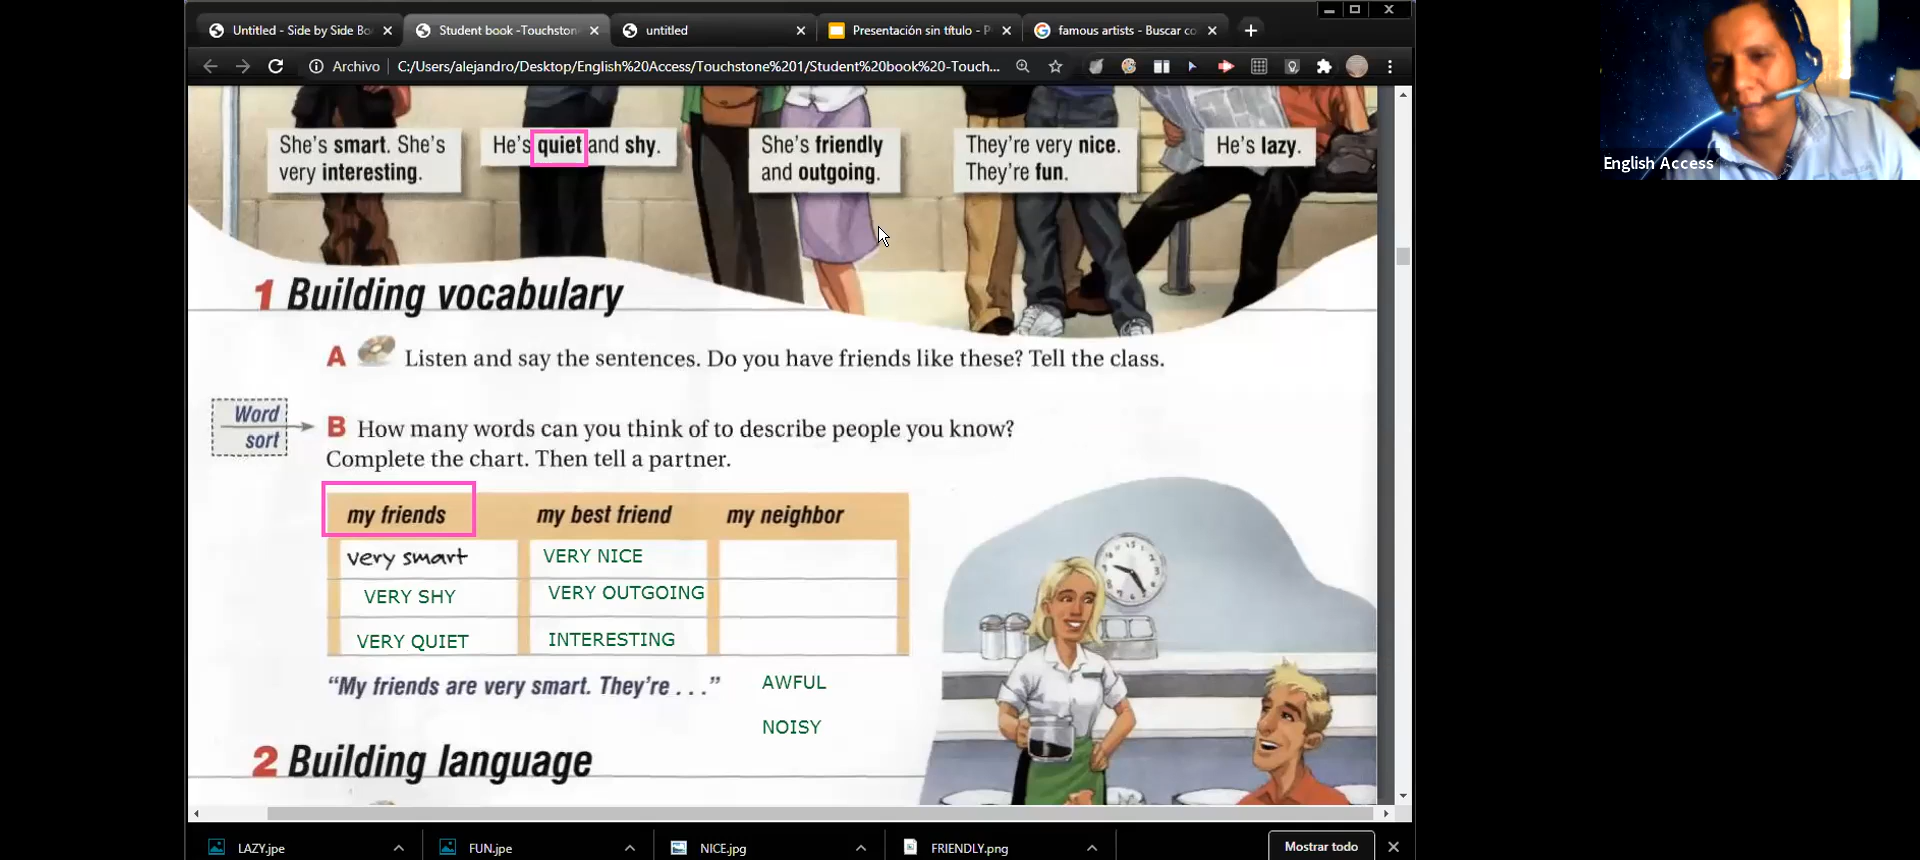 Untitled - Side by Side Bo
Student book -Touchston
untitled
Presentación sin título - P
famous artists - Buscar co
Archivo
C:/Users/alejandro/Desktop/English%20Access/Touchstone%201/Student%20book%20-Touch...
She's smart. She's
very interesting.
He's quiet and shy.
She's friendly
and outgoing.
They're very nice.
They're fun.
He's lazy.
English Access
1 Building vocabulary
A Listen and say the sentences. Do you have friends like these? Tell the class.
Word
sort
B How many words can you think of to describe people you know?
Complete the chart. Then tell a partner.
my friends my best friend my neighbor
very smart VERY NICE
VERY SHY VERY OUTGOING
VERY QUIET INTERESTING
"My friends are very smart. They're . . ."
AWFUL
NOISY
2 Building language
LAZY.jpe
FUN.jpe
NICE.jpg
FRIENDLY.png
Mostrar todo